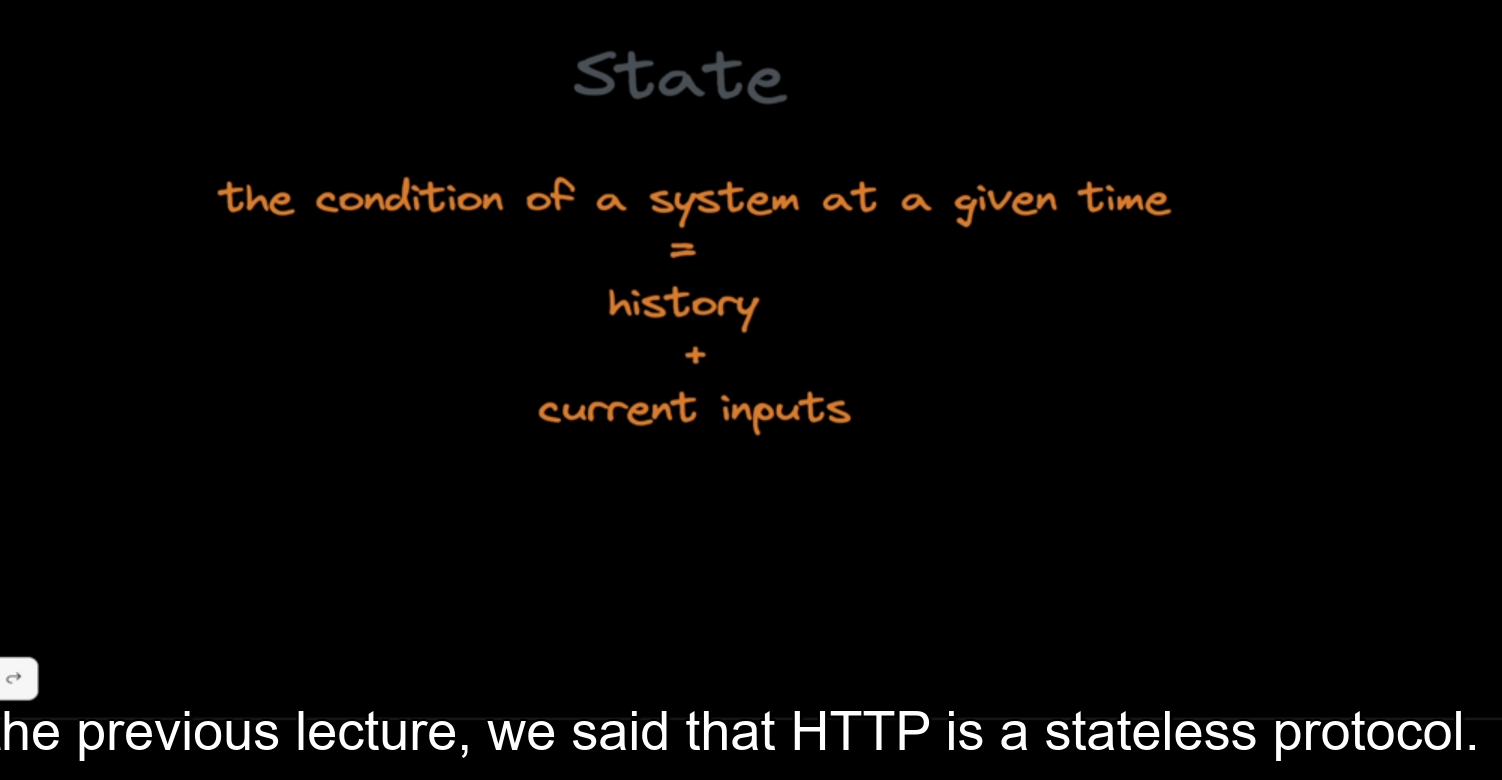 State
the condition of a system at a given time
=
history
+
current inputs
he previous lecture, we said that HTTP is a stateless protocol.